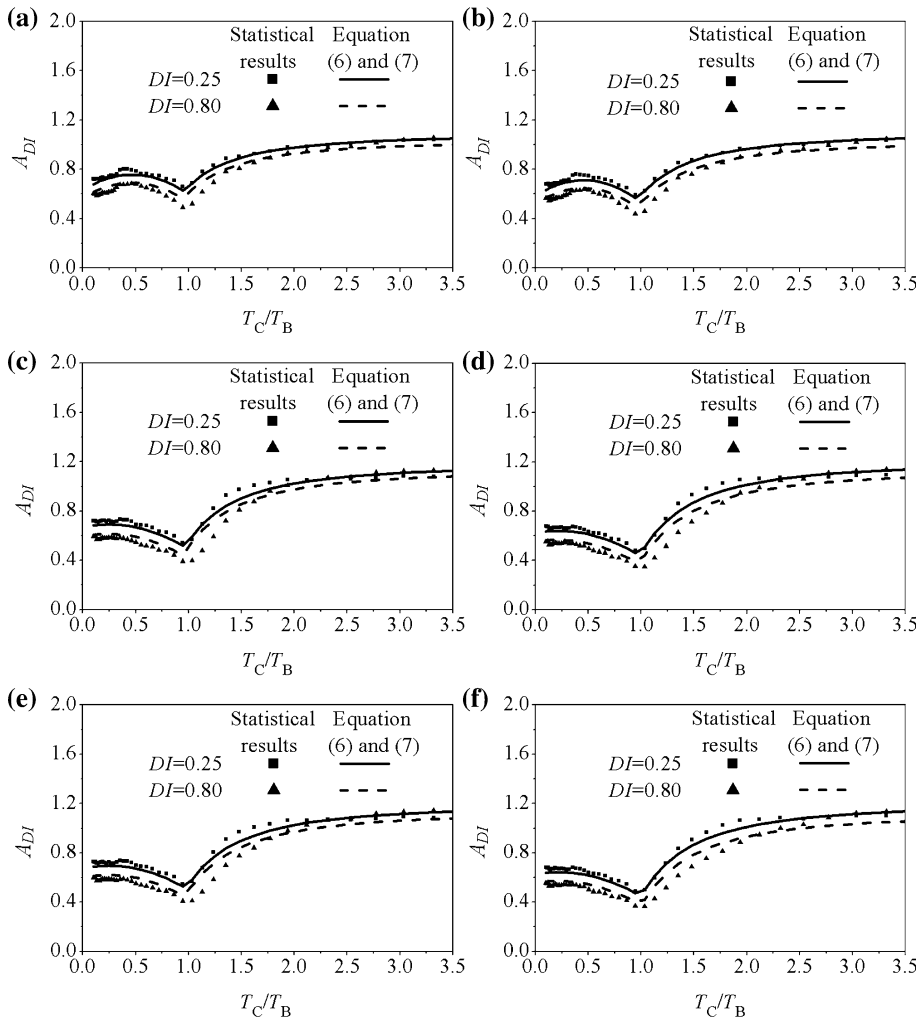 (a)
Statistical Equation
results (6) and (7)
DI=0.25
DI=0.80
2.0
1.6
1.2
0.8
0.4
0.0
A_DI
0.0 0.5 1.0 1.5 2.0 2.5 3.0 3.5
T_C/T_B
(b)
Statistical Equation
results (6) and (7)
DI=0.25
DI=0.80
2.0
1.6
1.2
0.8
0.4
0.0
A_DI
0.0 0.5 1.0 1.5 2.0 2.5 3.0 3.5
T_C/T_B
(c)
Statistical Equation
results (6) and (7)
DI=0.25
DI=0.80
2.0
1.6
1.2
0.8
0.4
0.0
A_DI
0.0 0.5 1.0 1.5 2.0 2.5 3.0 3.5
T_C/T_B
(d)
Statistical Equation
results (6) and (7)
DI=0.25
DI=0.80
2.0
1.6
1.2
0.8
0.4
0.0
A_DI
0.0 0.5 1.0 1.5 2.0 2.5 3.0 3.5
T_C/T_B
(e)
Statistical Equation
results (6) and (7)
DI=0.25
DI=0.80
2.0
1.6
1.2
0.8
0.4
0.0
A_DI
0.0 0.5 1.0 1.5 2.0 2.5 3.0 3.5
T_C/T_B
(f)
Statistical Equation
results (6) and (7)
DI=0.25
DI=0.80
2.0
1.6
1.2
0.8
0.4
0.0
A_DI
0.0 0.5 1.0 1.5 2.0 2.5 3.0 3.5
T_C/T_B